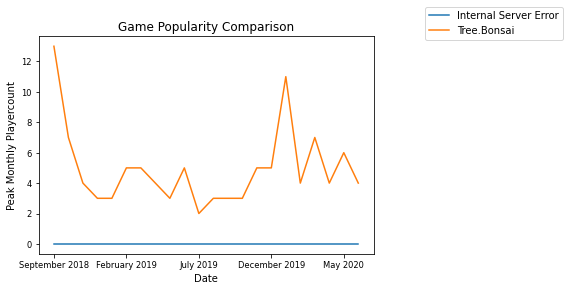 Internal Server Error
Tree.Bonsai
Game Popularity Comparison
Peak Monthly Playercount
12
10
8
6
4
2
0
September 2018 February 2019 July 2019 December 2019 May 2020
Date